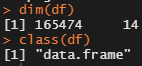 > dim(df)
[1] 165474     14
> class(df)
[1] "data.frame"